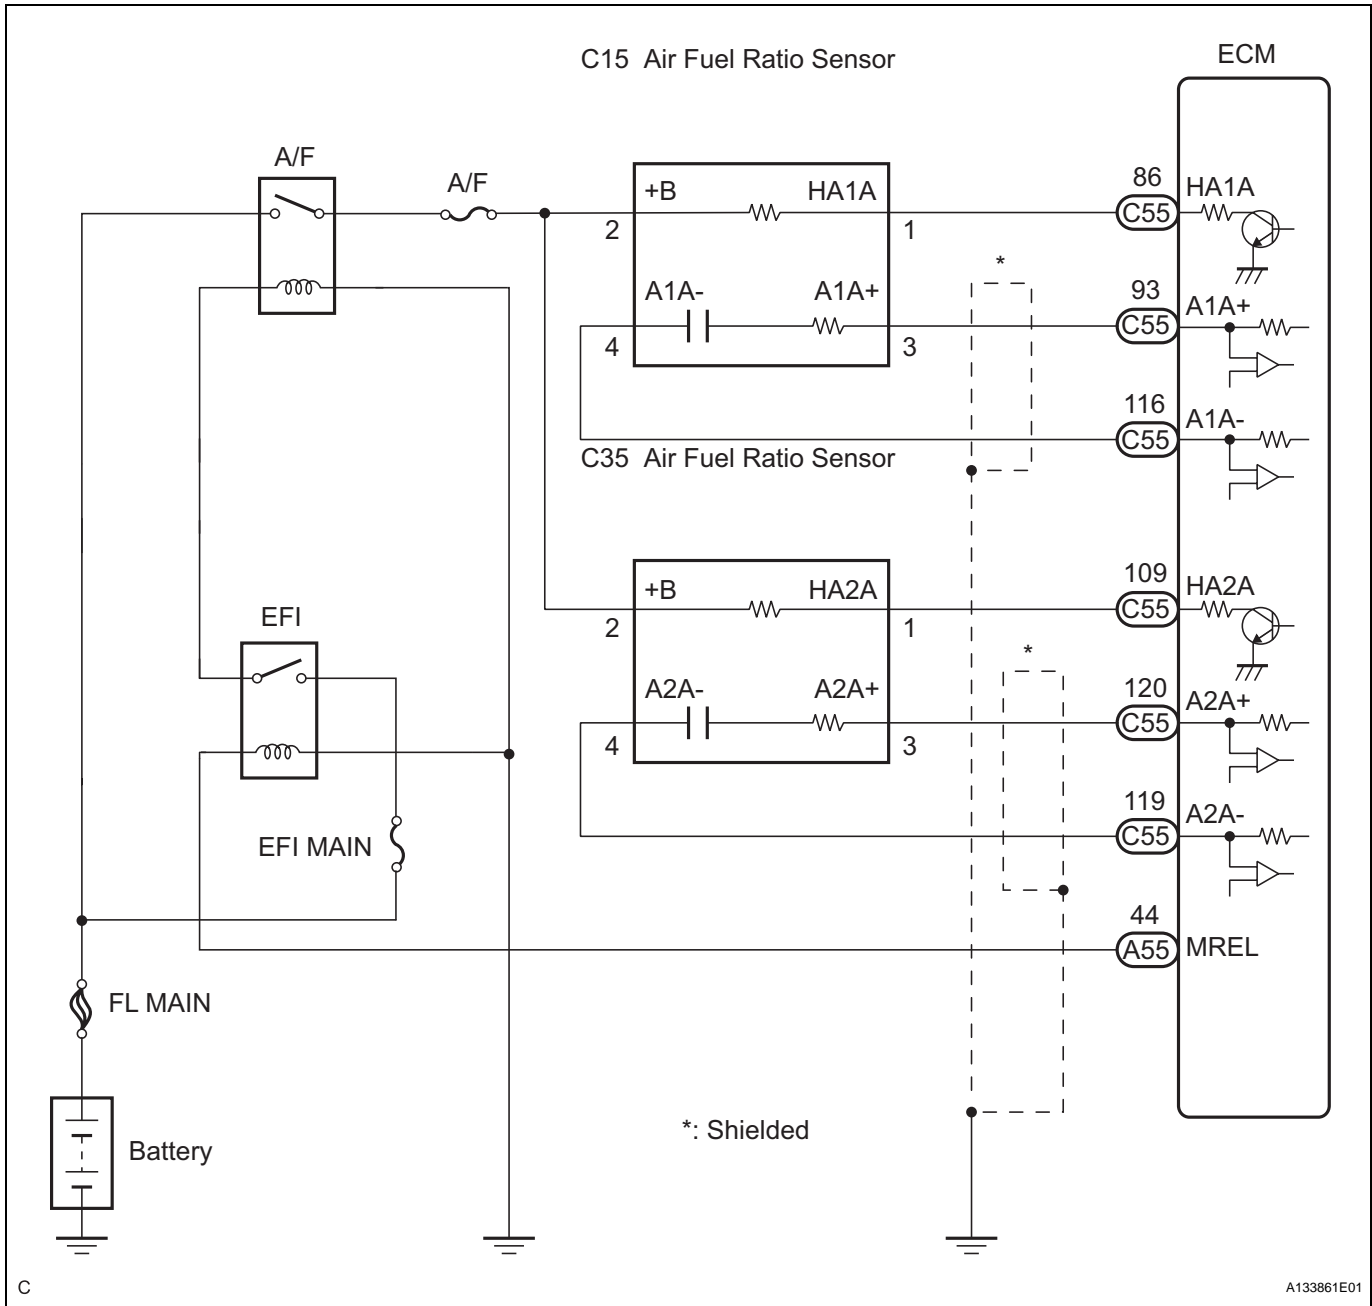 C15 Air Fuel Ratio Sensor
ECM
A/F
A/F
+B
HA1A
2
1
86
C55
HA1A
*
A1A-
A1A+
4
3
93
C55
A1A+
116
C55
A1A-
C35 Air Fuel Ratio Sensor
EFI
+B
HA2A
2
1
109
C55
HA2A
*
A2A-
A2A+
4
3
120
C55
A2A+
119
C55
A2A-
EFI MAIN
44
A55
MREL
FL MAIN
Battery
*: Shielded
C
A133861E01